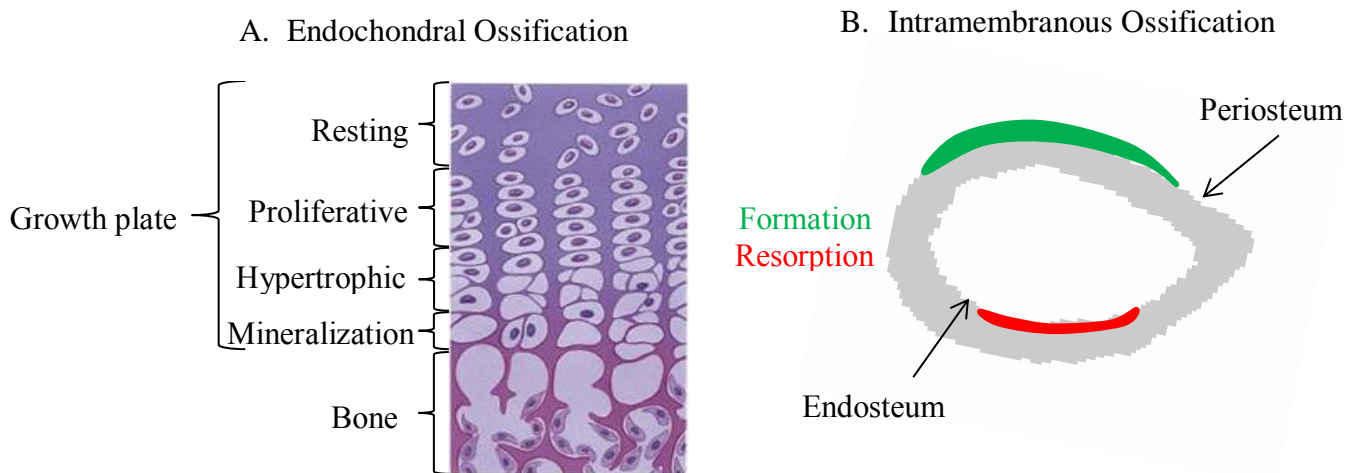 A. Endochondral Ossification
Resting
Growth plate
Proliferative
Hypertrophic
Mineralization
Bone
B. Intramembranous Ossification
Periosteum
Formation
Resorption
Endosteum